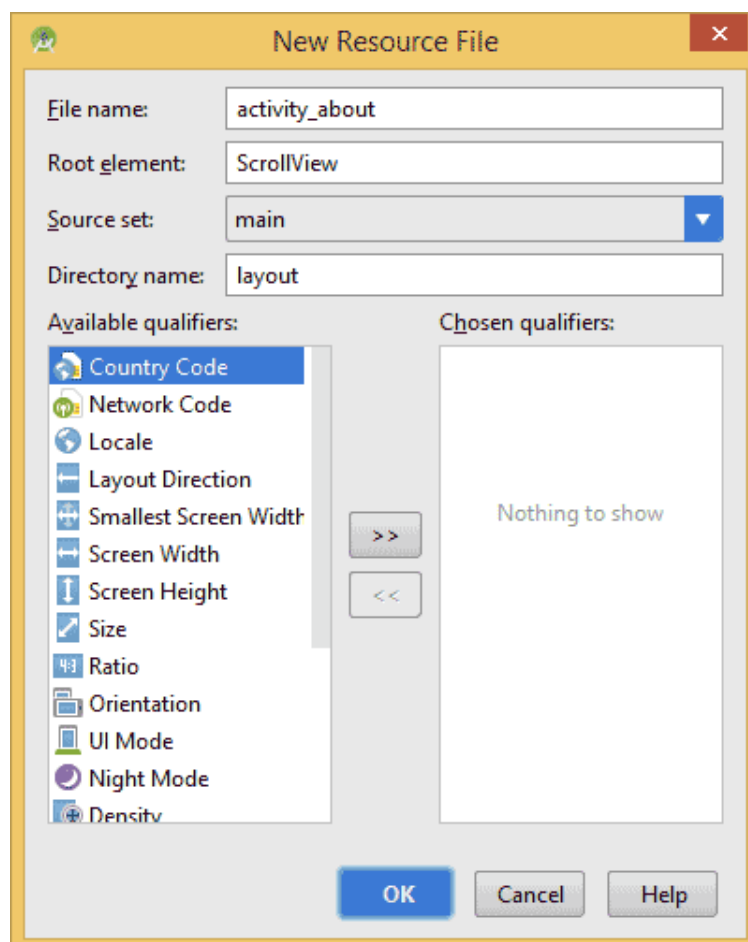 New Resource File
File name: activity_about
Root element: ScrollView
Source set: main
Directory name: layout
Available qualifiers: Chosen qualifiers:
Country Code
Network Code
Locale
Layout Direction
Smallest Screen Width
Screen Width
Screen Height
Size
4:3 Ratio
Orientation
UI Mode
Night Mode
Density
>>
<<
Nothing to show
OK Cancel Help